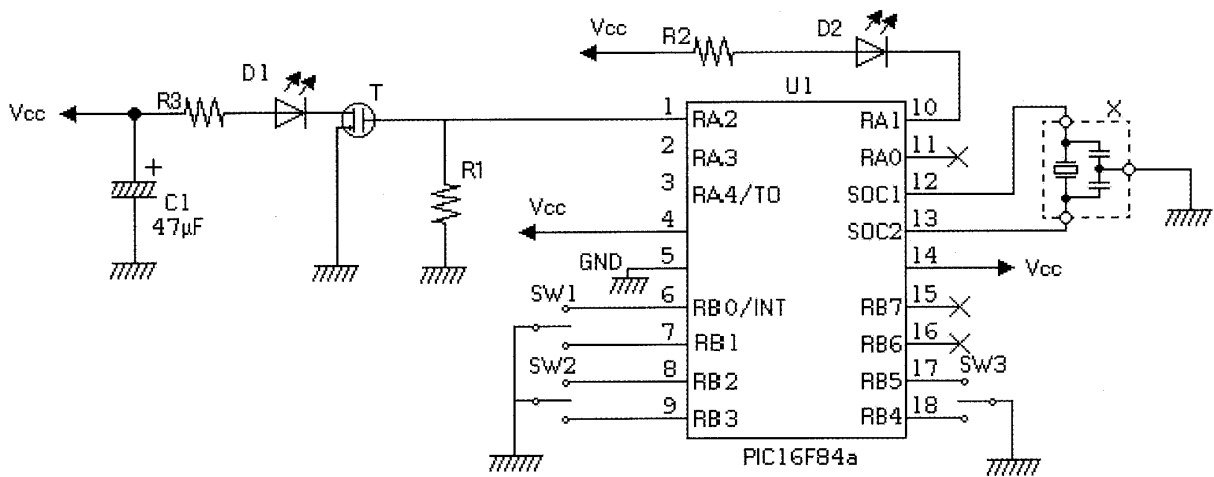 Vcc
R2
D2
U1
D1
T
Vcc
R3
R1
+
C1
47µF
1
RA2
2
RA3
3
RA4/TO
Vcc
4
GND
5
SW1
6
RB0/INT
7
RB1
SW2
8
RB2
9
RB3
10
RA1
11
RA0
12
SOC1
13
SOC2
14
Vcc
15
RB7
16
RB6
17
RB5
SW3
18
RB4
X
PIC16F84a